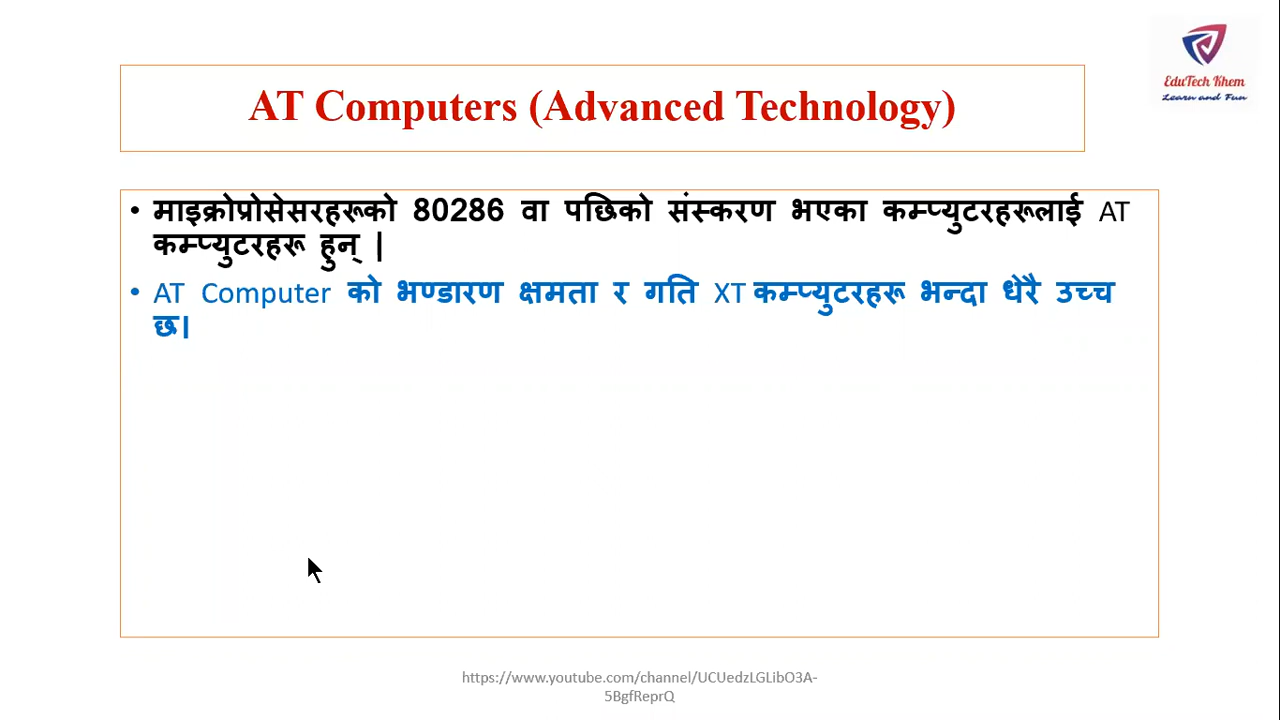 EduTech Khem
Learn and Fun
AT Computers (Advanced Technology)
• माइक्रोप्रोसेसरहरूको 80286 वा पछिको संस्करण भएका कम्प्युटरहरूलाई AT
कम्प्युटरहरू हुन् |
• AT Computer को भण्डारण क्षमता र गति XT कम्प्युटरहरू भन्दा धेरै उच्च
छ।
https://www.youtube.com/channel/UCUedzLGLibO3A-
5BgfReprQ